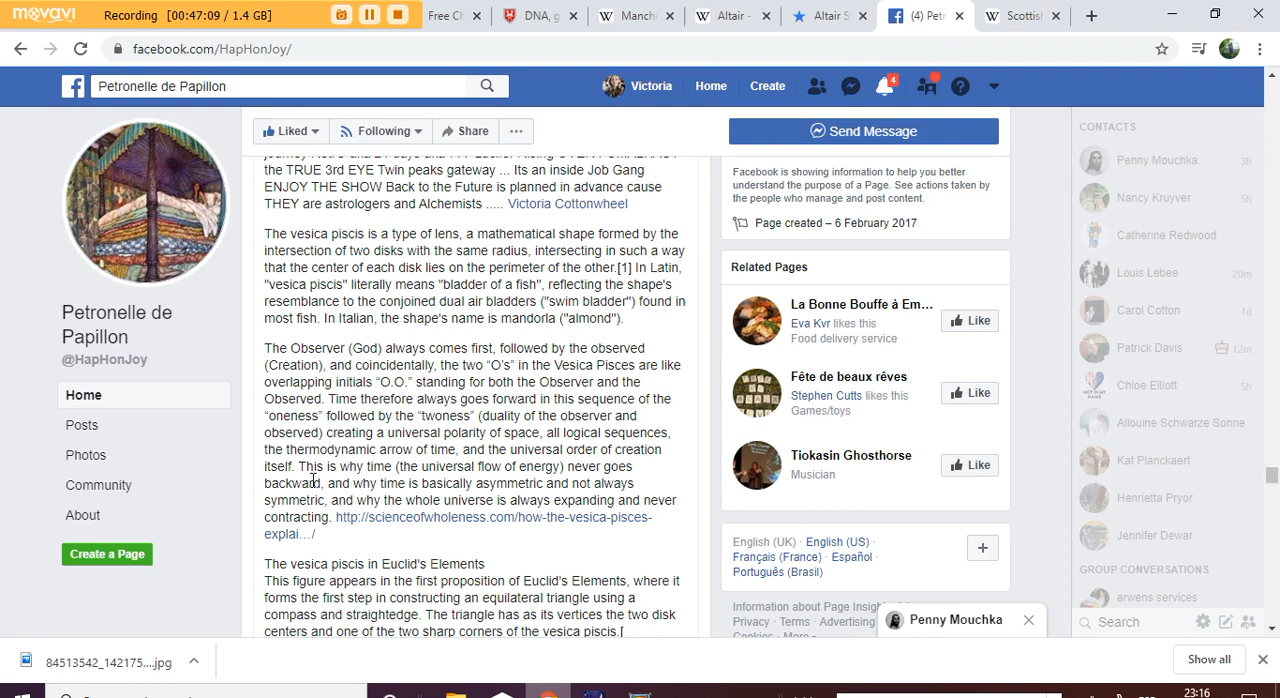 movavi
Recording [00:47:09 / 1.4 GB]
Free Ch
DNA, g
Manche
Altair -
Altair S
(4) Petr
Scottish
facebook.com/HapHonJoy/
Petronelle de Papillon
Victoria
Home
Create
4
Liked
Following
Share
Send Message
Petronelle de
Papillon
@HapHonJoy
Home
Posts
Photos
Community
About
Create a Page
the TRUE 3rd EYE Twin peaks gateway ... Its an inside Job Gang
ENJOY THE SHOW Back to the Future is planned in advance cause
THEY are astrologers and Alchemists ..... Victoria Cottonwheel
The vesica piscis is a type of lens, a mathematical shape formed by the
intersection of two disks with the same radius, intersecting in such a way
that the center of each disk lies on the perimeter of the other.[1] In Latin,
"vesica piscis" literally means "bladder of a fish", reflecting the shape's
resemblance to the conjoined dual air bladders ("swim bladder") found in
most fish. In Italian, the shape's name is mandorla ("almond").
The Observer (God) always comes first, followed by the observed
(Creation), and coincidentally, the two “O's” in the Vesica Pisces are like
overlapping initials “O.O.” standing for both the Observer and the
Observed. Time therefore always goes forward in this sequence of the
“oneness” followed by the “twoness” (duality of the observer and
observed) creating a universal polarity of space, all logical sequences,
the thermodynamic arrow of time, and the universal order of creation
itself. This is why time (the universal flow of energy) never goes
backward, and why time is basically asymmetric and not always
symmetric, and why the whole universe is always expanding and never
contracting. http://scienceofwholeness.com/how-the-vesica-pisces-
explai.../
The vesica piscis in Euclid's Elements
This figure appears in the first proposition of Euclid's Elements, where it
forms the first step in constructing an equilateral triangle using a
compass and straightedge. The triangle has as its vertices the two disk
centers and one of the two sharp corners of the vesica piscis.[
Facebook is showing information to help you better
understand the purpose of a Page. See actions taken by
the people who manage and post content.
Page created – 6 February 2017
Related Pages
La Bonne Bouffe à Em...
Eva Kvr likes this
Food delivery service
Like
Fête de beaux rêves
Stephen Cutts likes this
Games/toys
Like
Tiokasin Ghosthorse
Musician
Like
English (UK) · English (US) ·
Français (France) · Español ·
Português (Brasil)
Information about Page Insigh
Privacy · Terms · Advertising
Cookies · More
Penny Mouchka
CONTACTS
Penny Mouchka 3h
Nancy Kruyver 5h
Catherine Redwood
Louis Lebee 20m
Carol Cotton 1d
Patrick Davis 12m
Chloe Elliott 5h
Allouine Schwarze Sonne
Kat Planckaert
Henrietta Pryor
Jennifer Dewar
GROUP CONVERSATIONS
arwens services
Search
84513542_142175....jpg
Show all
23:16